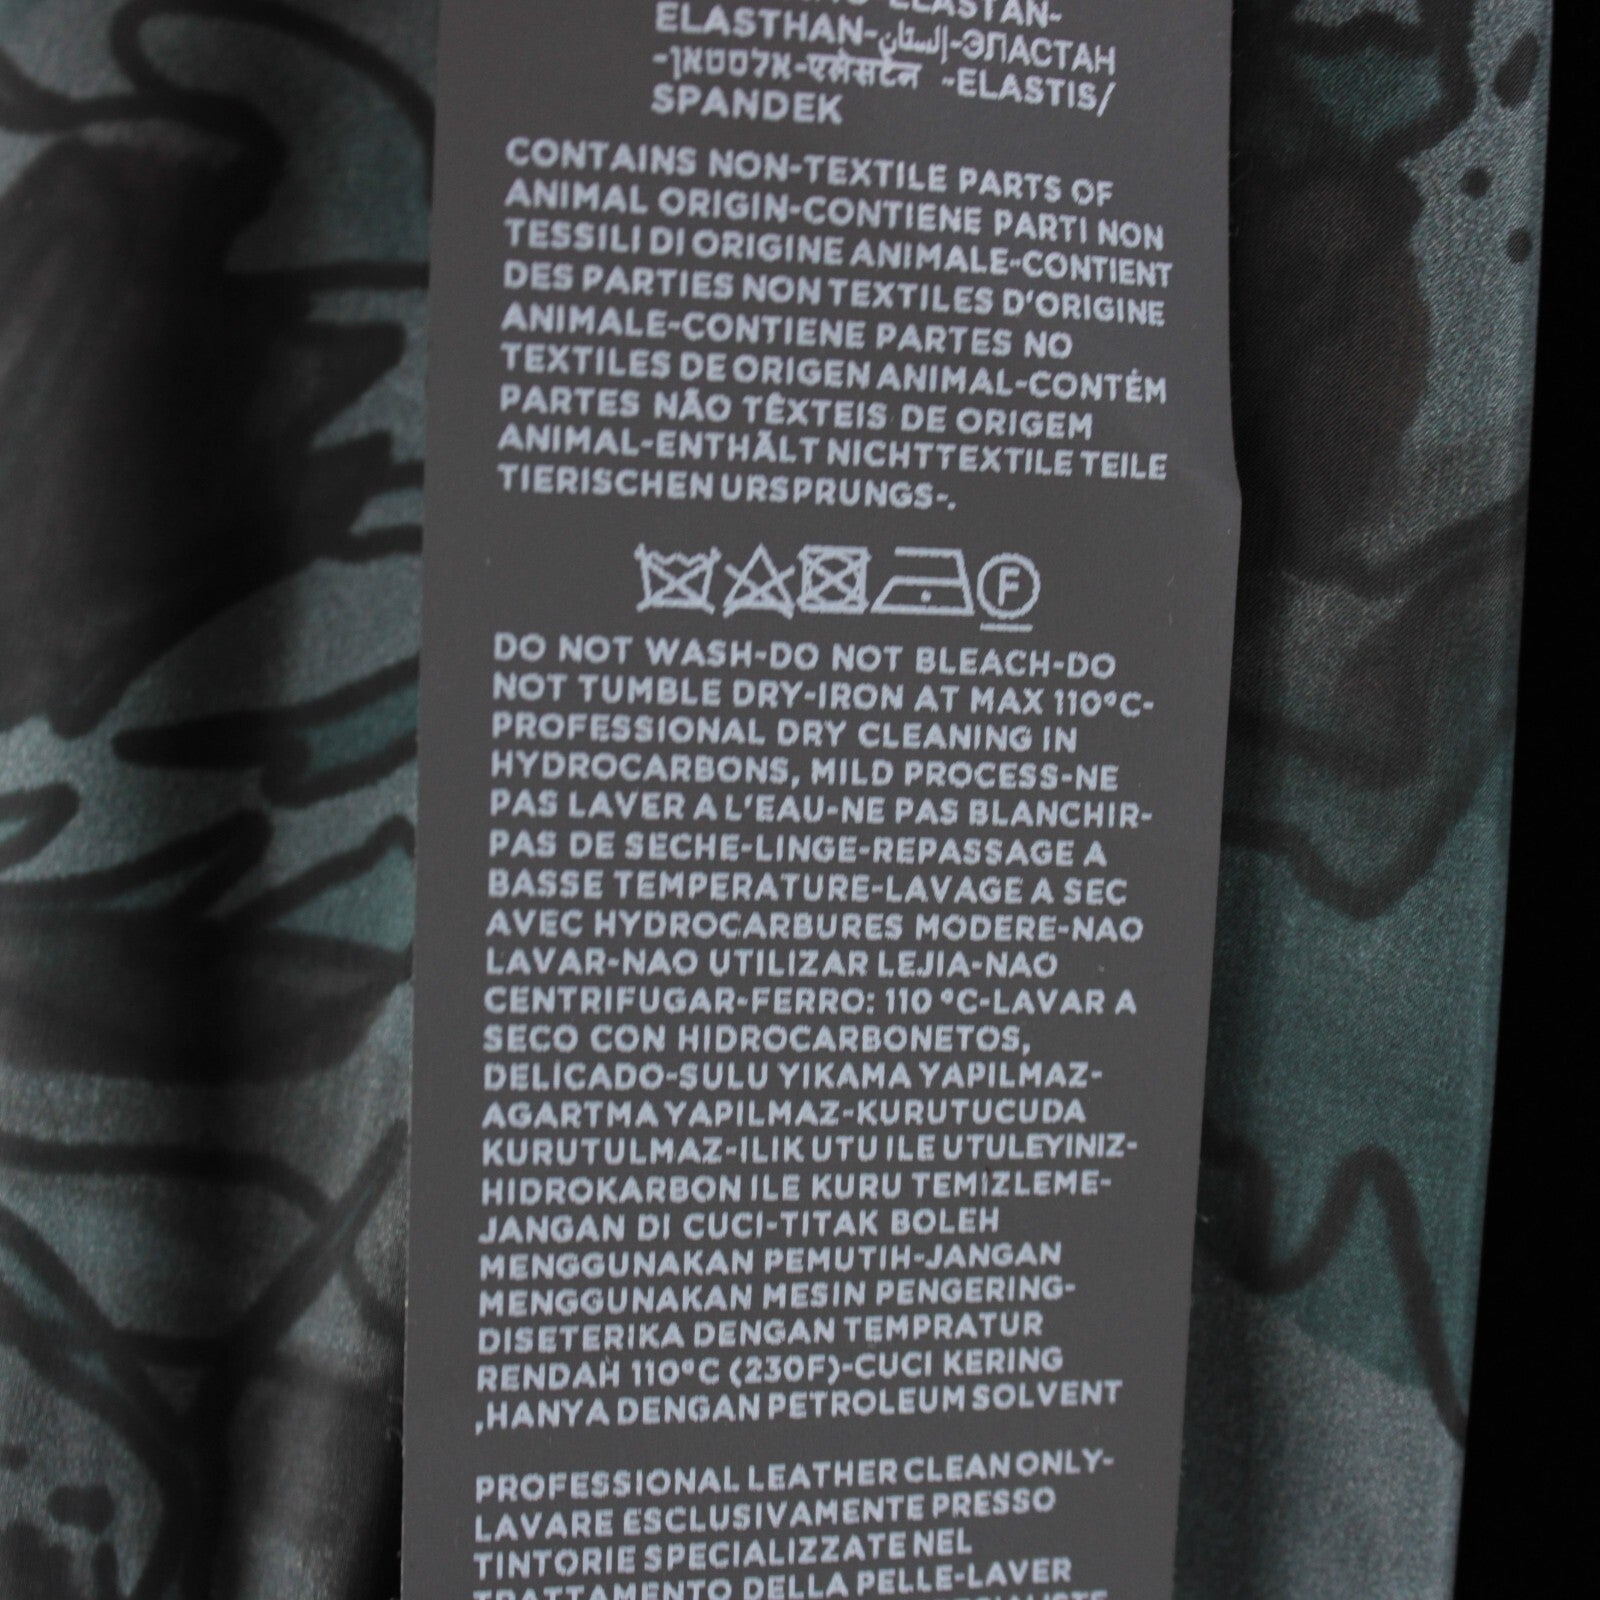 ELASTAN-
ELASTHAN-إلستان-ЭЛАСТАН
-אלסטאן-एलेसटेन -ELASTIS/
SPANDEK
CONTAINS NON-TEXTILE PARTS OF
ANIMAL ORIGIN-CONTIENE PARTI NON
TESSILI DI ORIGINE ANIMALE-CONTIENT
DES PARTIES NON TEXTILES D'ORIGINE
ANIMALE-CONTIENE PARTES NO
TEXTILES DE ORIGEN ANIMAL-CONTÉM
PARTES NÃO TÊXTEIS DE ORIGEM
ANIMAL-ENTHÄLT NICHTTEXTILE TEILE
TIERISCHEN URSPRUNGS-.
F
DO NOT WASH-DO NOT BLEACH-DO
NOT TUMBLE DRY-IRON AT MAX 110°C-
PROFESSIONAL DRY CLEANING IN
HYDROCARBONS, MILD PROCESS-NE
PAS LAVER A L'EAU-NE PAS BLANCHIR-
PAS DE SECHE-LINGE-REPASSAGE A
BASSE TEMPERATURE-LAVAGE A SEC
AVEC HYDROCARBURES MODERE-NAO
LAVAR-NAO UTILIZAR LEJIA-NAO
CENTRIFUGAR-FERRO: 110 °C-LAVAR A
SECO CON HIDROCARBONETOS,
DELICADO-SULU YIKAMA YAPILMAZ-
AGARTMA YAPILMAZ-KURUTUCUDA
KURUTULMAZ-ILIK UTU ILE UTULEYINIZ-
HIDROKARBON ILE KURU TEMIZLEME-
JANGAN DI CUCI-TITAK BOLEH
MENGGUNAKAN PEMUTIH-JANGAN
MENGGUNAKAN MESIN PENGERING-
DISETERIKA DENGAN TEMPRATUR
RENDAH 110°C (230F)-CUCI KERING
,HANYA DENGAN PETROLEUM SOLVENT
PROFESSIONAL LEATHER CLEAN ONLY-
LAVARE ESCLUSIVAMENTE PRESSO
TINTORIE SPECIALIZZATE NEL
TRATTAMENTO DELLA PELLE-LAVER